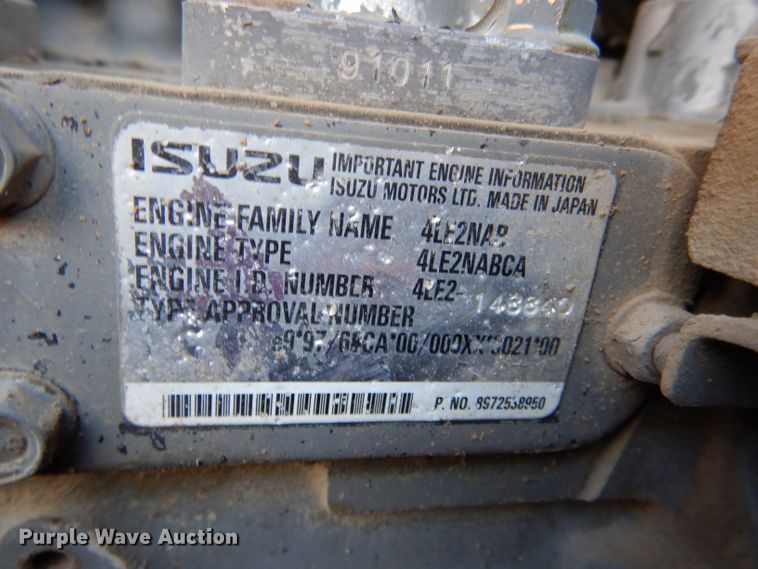 91011
ISUZU IMPORTANT ENGINE INFORMATION
ISUZU MOTORS LTD. MADE IN JAPAN
ENGINE FAMILY NAME 4LE2NAB
ENGINE TYPE 4LE2NABCA
ENGINE I.D. NUMBER 4LE2-
TYPE APPROVAL NUMBER
P. NO.
Purple Wave Auction